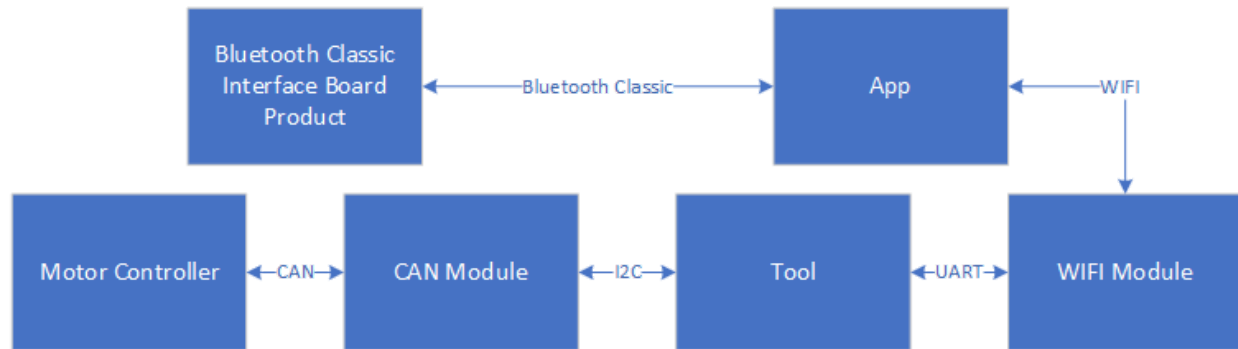 Bluetooth Classic
Interface Board
Product
Bluetooth Classic
App
WIFI
Motor Controller
CAN
CAN Module
I2C
Tool
UART
WIFI Module